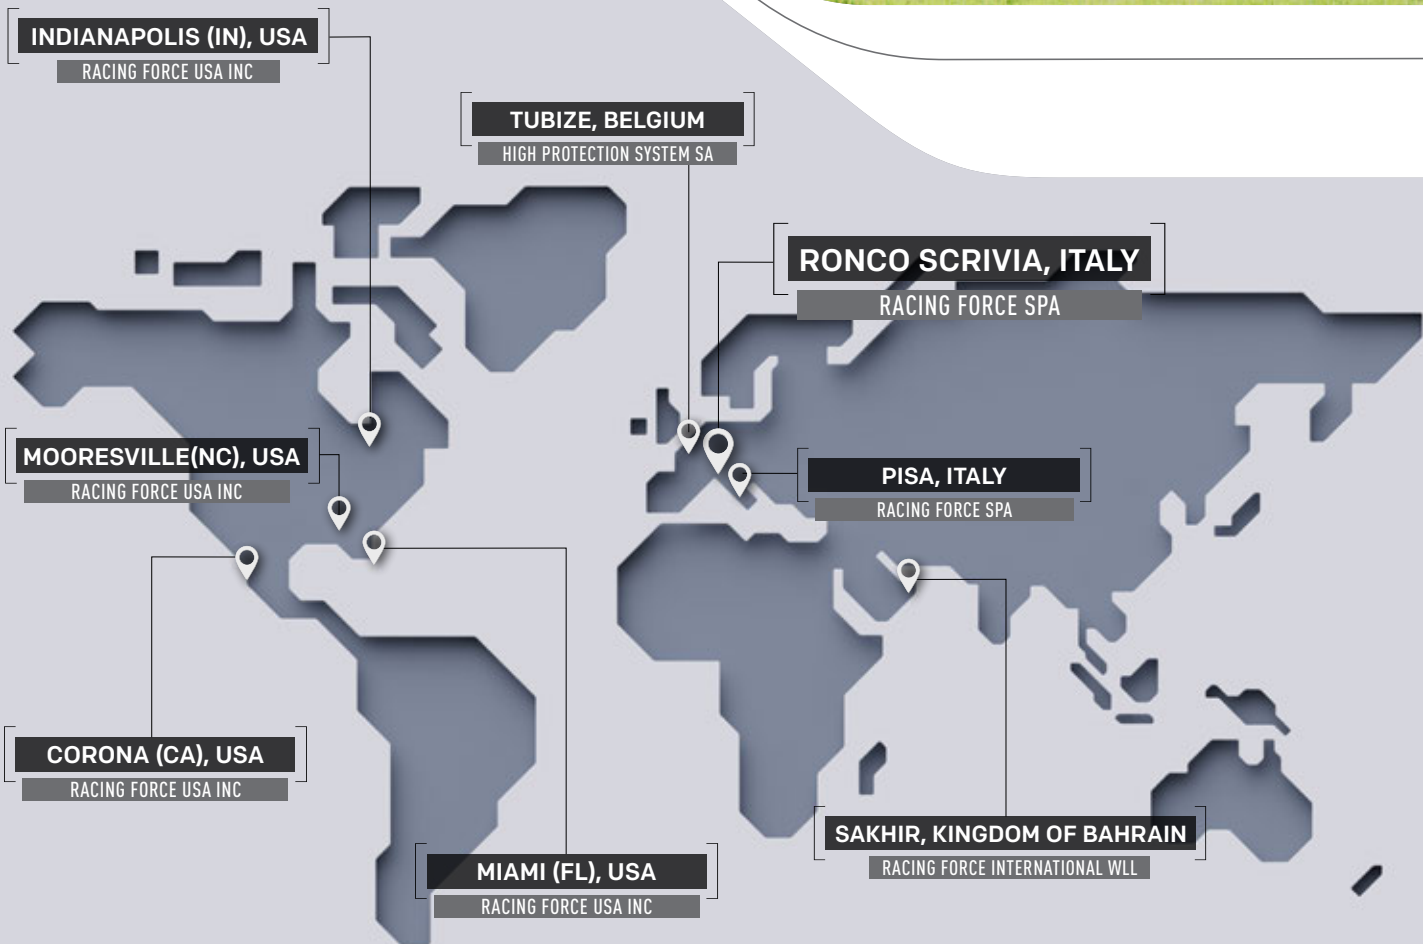 INDIANAPOLIS (IN), USA
RACING FORCE USA INC
TUBIZE, BELGIUM
HIGH PROTECTION SYSTEM SA
RONCO SCRIVIA, ITALY
RACING FORCE SPA
MOORESVILLE(NC), USA
RACING FORCE USA INC
PISA, ITALY
RACING FORCE SPA
CORONA (CA), USA
RACING FORCE USA INC
SAKHIR, KINGDOM OF BAHRAIN
RACING FORCE INTERNATIONAL WLL
MIAMI (FL), USA
RACING FORCE USA INC